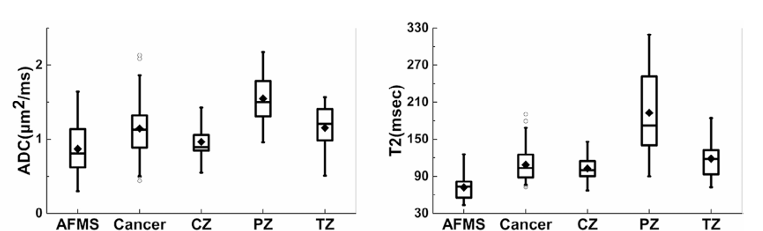 ADC(µm²/ms)
2
1
0
AFMS Cancer CZ PZ TZ
T2(msec)
330
270
210
150
90
30
AFMS Cancer CZ PZ TZ